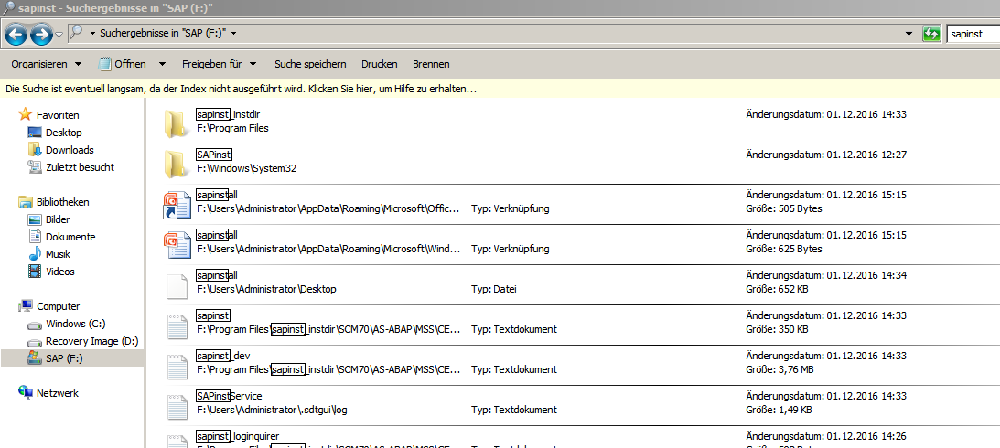 sapinst - Suchergebnisse in "SAP (F:)"
Suchergebnisse in "SAP (F:)"
sapinst
Organisieren
Öffnen
Freigeben für
Suche speichern
Drucken
Brennen
Die Suche ist eventuell langsam, da der Index nicht ausgeführt wird. Klicken Sie hier, um Hilfe zu erhalten...
Favoriten
Desktop
Downloads
Zuletzt besucht
Bibliotheken
Bilder
Dokumente
Musik
Videos
Computer
Windows (C:)
Recovery Image (D:)
SAP (F:)
Netzwerk
sapinst_instdir
F:\Program Files
Änderungsdatum: 01.12.2016 14:33
SAPinst
F:\Windows\System32
Änderungsdatum: 01.12.2016 12:27
sapinstall
F:\Users\Administrator\AppData\Roaming\Microsoft\Offic...
Typ: Verknüpfung
Änderungsdatum: 01.12.2016 15:15
Größe: 505 Bytes
sapinstall
F:\Users\Administrator\AppData\Roaming\Microsoft\Wind...
Typ: Verknüpfung
Änderungsdatum: 01.12.2016 15:15
Größe: 625 Bytes
sapinstall
F:\Users\Administrator\Desktop
Typ: Datei
Änderungsdatum: 01.12.2016 14:34
Größe: 652 KB
sapinst
F:\Program Files\sapinst_instdir\SCM70\AS-ABAP\MSS\CE...
Typ: Textdokument
Änderungsdatum: 01.12.2016 14:33
Größe: 350 KB
sapinst_dev
F:\Program Files\sapinst_instdir\SCM70\AS-ABAP\MSS\CE...
Typ: Textdokument
Änderungsdatum: 01.12.2016 14:33
Größe: 3,76 MB
SAPinstService
F:\Users\Administrator\.sdtgui\log
Typ: Textdokument
Änderungsdatum: 01.12.2016 14:33
Größe: 1,49 KB
sapinst_loginquirer
Änderungsdatum: 01.12.2016 14:26